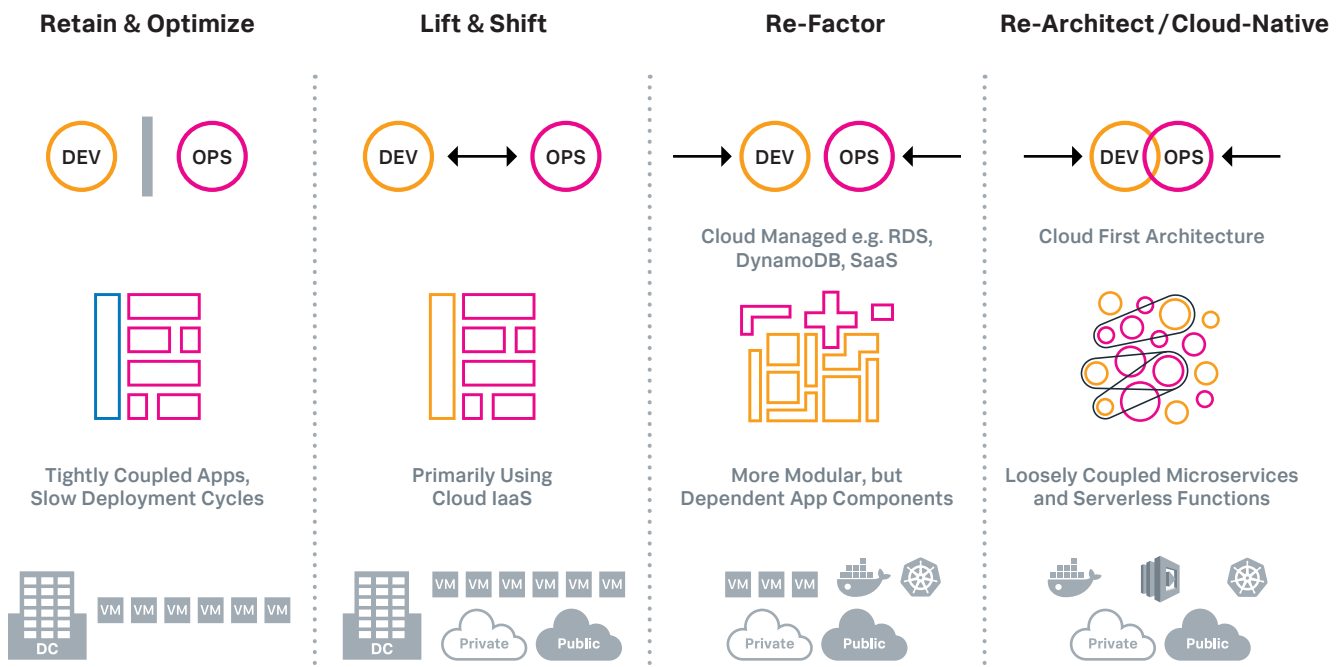 Retain & Optimize
Lift & Shift
Re-Factor
Re-Architect / Cloud-Native
DEV
OPS
DEV
OPS
DEV
OPS
DEV
OPS
Cloud Managed e.g. RDS,
DynamoDB, SaaS
Cloud First Architecture
Tightly Coupled Apps,
Slow Deployment Cycles
Primarily Using
Cloud IaaS
More Modular, but
Dependent App Components
Loosely Coupled Microservices
and Serverless Functions
DC
VM VM VM VM VM VM
DC
VM VM VM VM VM VM
Private
Public
VM VM VM
Private
Public
Private
Public